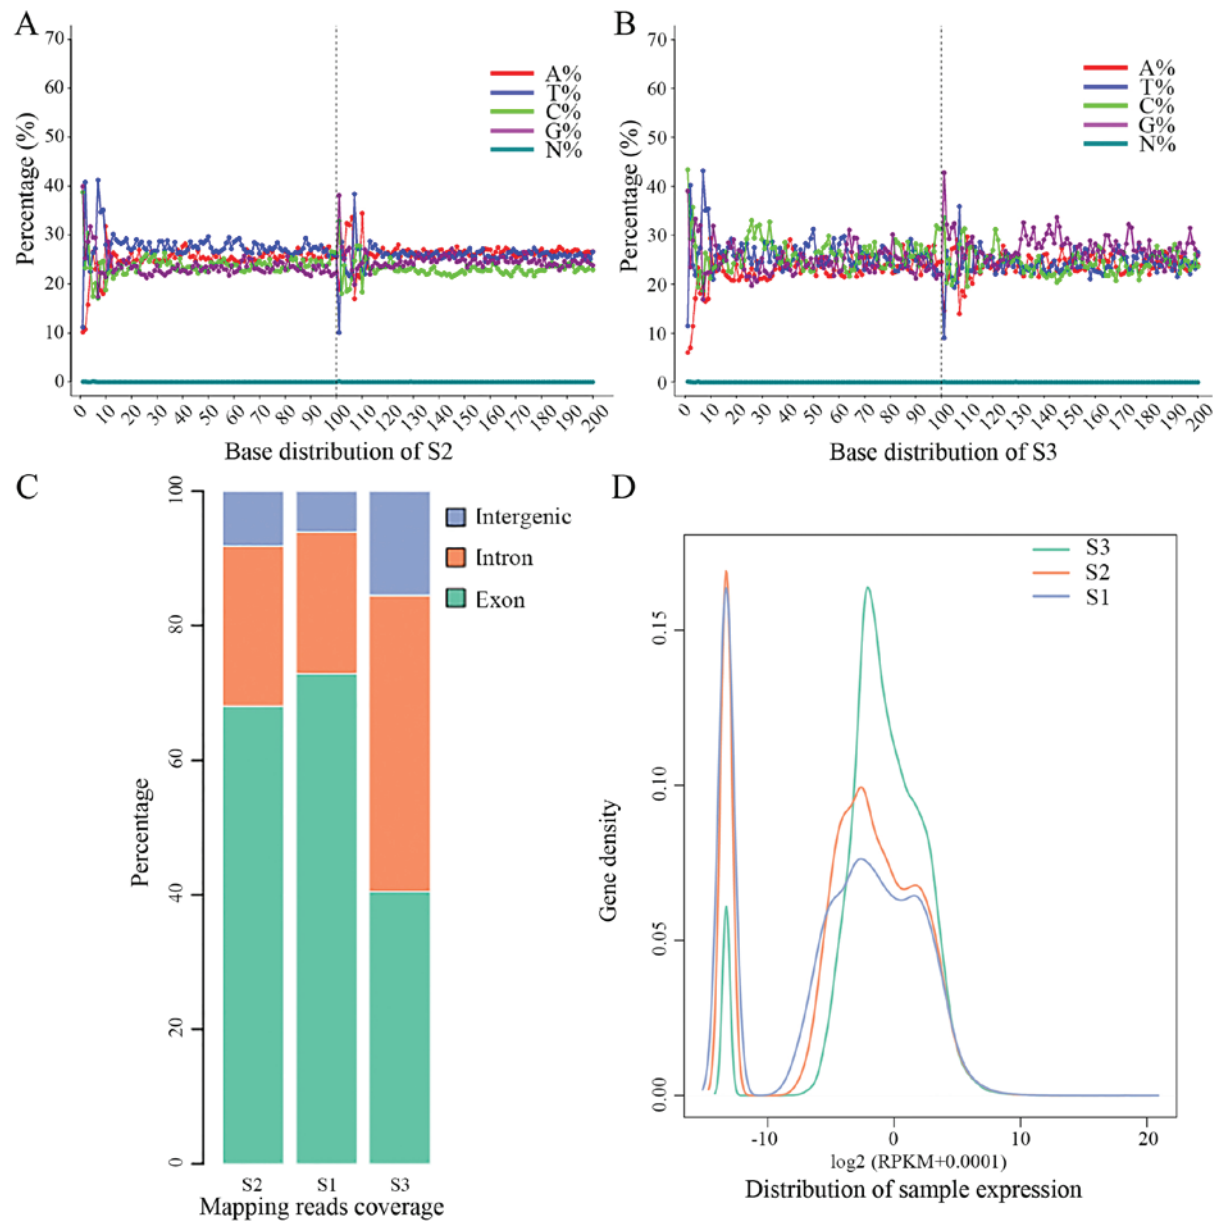 A
70
60
50
40
30
20
10
0
Percentage (%)
A%
T%
C%
G%
N%
0 10 20 30 40 50 60 70 80 90 100 110 120 130 140 150 160 170 180 190 200
Base distribution of S2
B
70
60
50
40
30
20
10
0
Percentage (%)
A%
T%
C%
G%
N%
0 10 20 30 40 50 60 70 80 90 100 110 120 130 140 150 160 170 180 190 200
Base distribution of S3
C
100
80
60
40
20
0
Percentage
Intergenic
Intron
Exon
S2 S1 S3
Mapping reads coverage
D
0.15
0.10
0.05
0.00
Gene density
S3
S2
S1
-10 0 10 20
log2 (RPKM+0.0001)
Distribution of sample expression